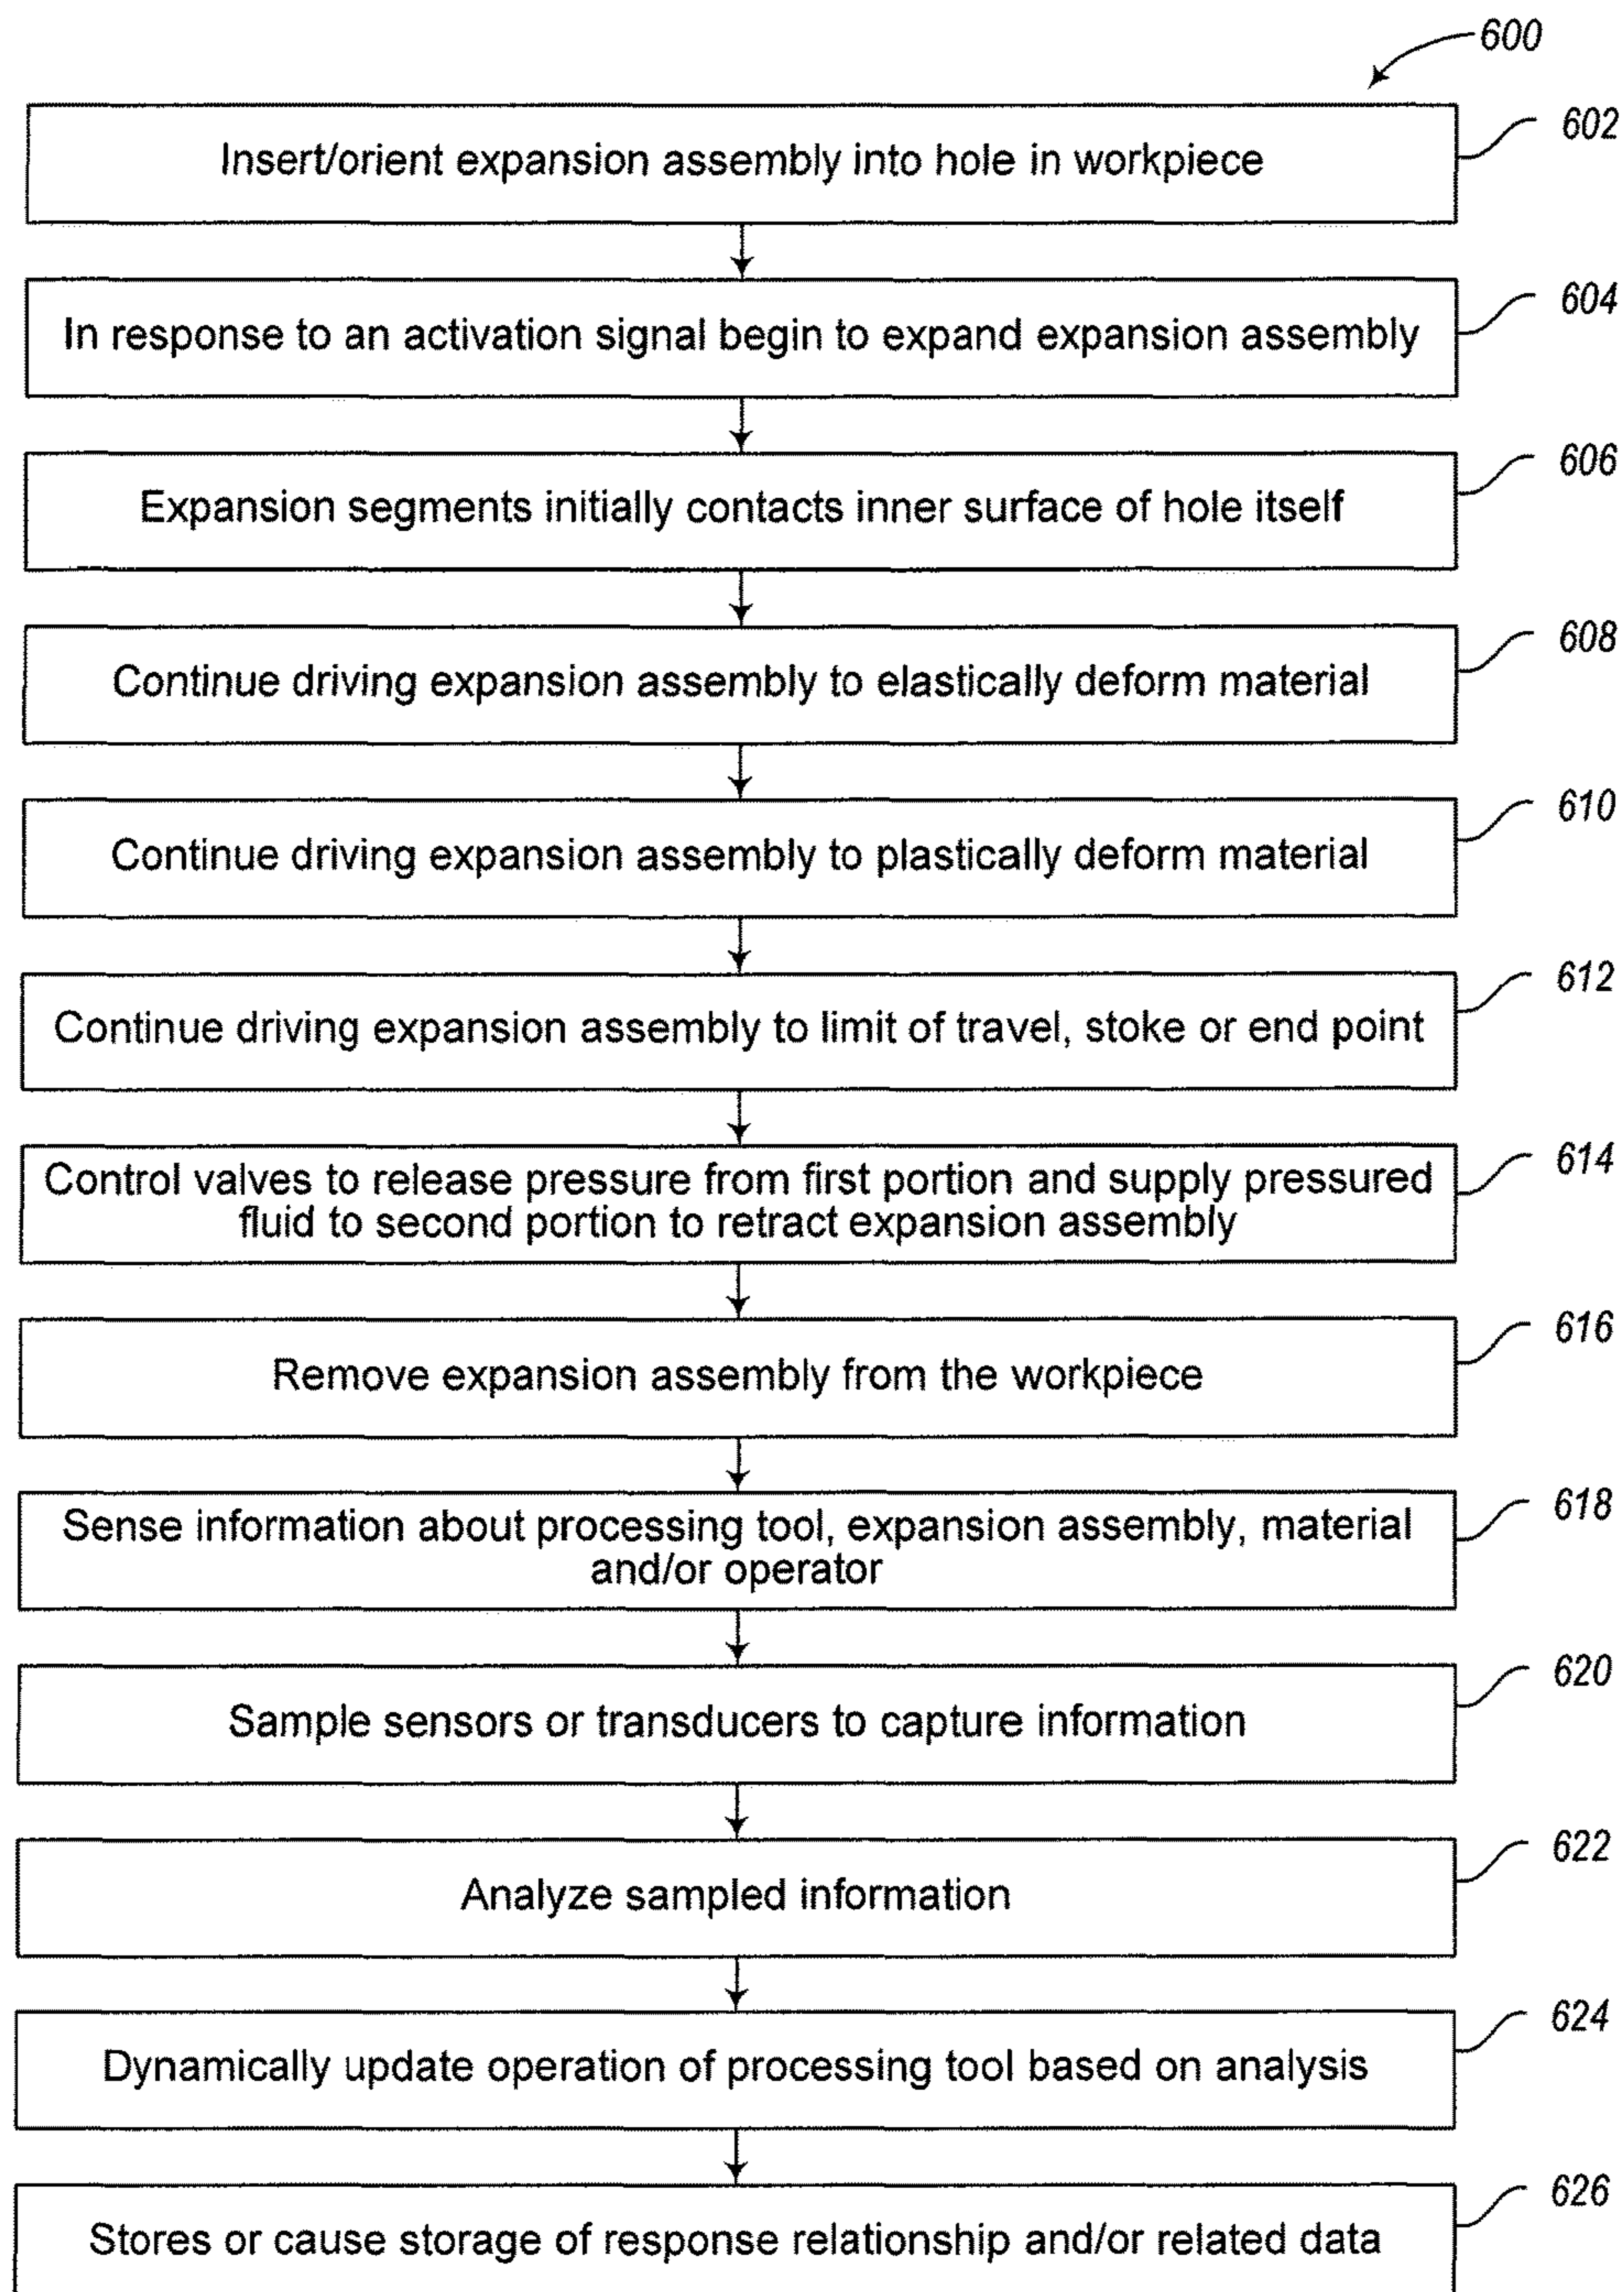 600
Insert/orient expansion assembly into hole in workpiece
602
In response to an activation signal begin to expand expansion assembly
604
Expansion segments initially contacts inner surface of hole itself
606
Continue driving expansion assembly to elastically deform material
608
Continue driving expansion assembly to plastically deform material
610
Continue driving expansion assembly to limit of travel, stoke or end point
612
Control valves to release pressure from first portion and supply pressured
fluid to second portion to retract expansion assembly
614
Remove expansion assembly from the workpiece
616
Sense information about processing tool, expansion assembly, material
and/or operator
618
Sample sensors or transducers to capture information
620
Analyze sampled information
622
Dynamically update operation of processing tool based on analysis
624
Stores or cause storage of response relationship and/or related data
626